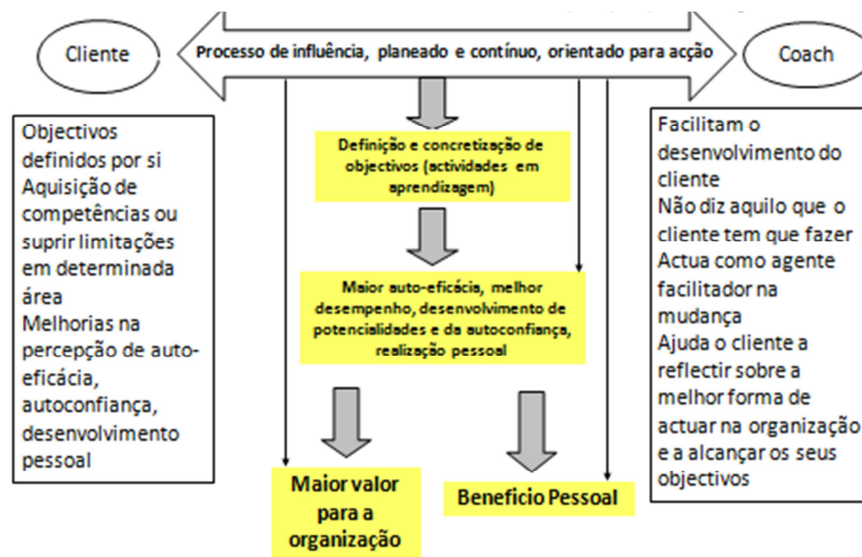 Cliente
Processo de influência, planeado e contínuo, orientado para acção
Coach
Objectivos
definidos por si
Aquisição de
competências ou
suprir limitações
em determinada
área
Melhorias na
percepção de auto-
eficácia,
autoconfiança,
desenvolvimento
pessoal
Definição e concretização de
objectivos (actividades em
aprendizagem)
Maior auto-eficácia, melhor
desempenho, desenvolvimento de
potencialidades e da autoconfiança,
realização pessoal
Maior valor
para a
organização
Beneficio Pessoal
Facilitam o
desenvolvimento do
cliente
Não diz aquilo que o
cliente tem que fazer
Actua como agente
facilitador na
mudança
Ajuda o cliente a
reflectir sobre a
melhor forma de
actuar na organização
e a alcançar os seus
objectivos